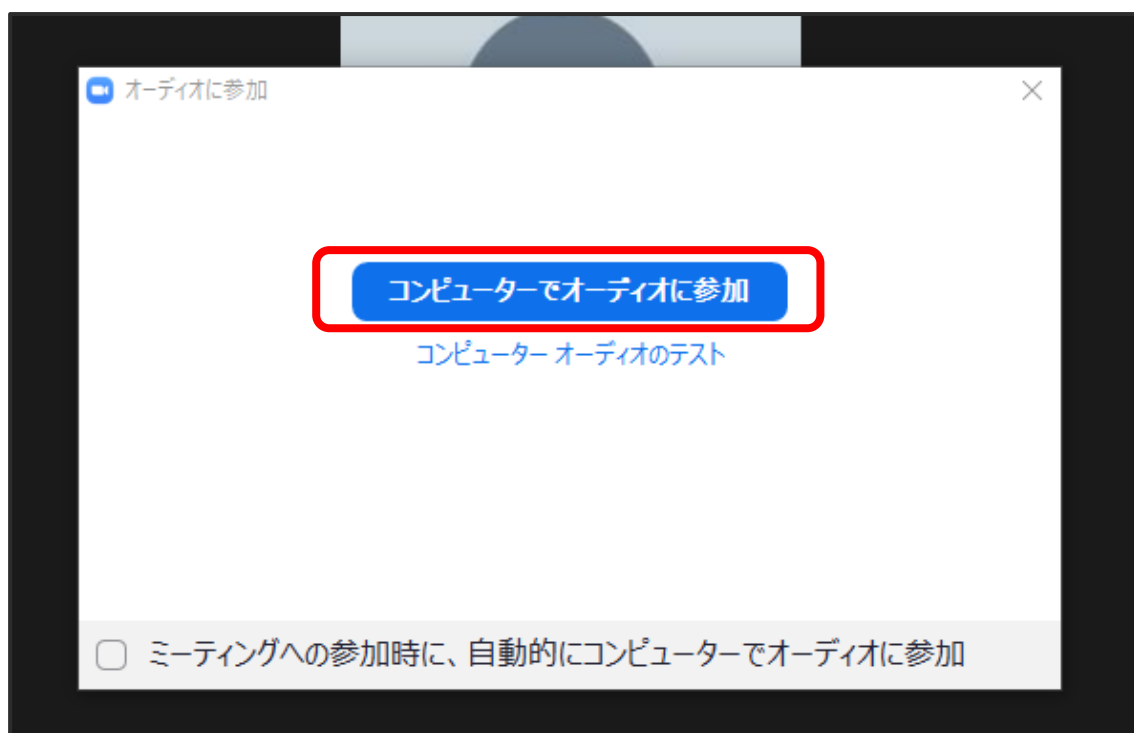 オーディオに参加
コンピューターでオーディオに参加
コンピューター オーディオのテスト
ミーティングへの参加時に、自動的にコンピューターでオーディオに参加